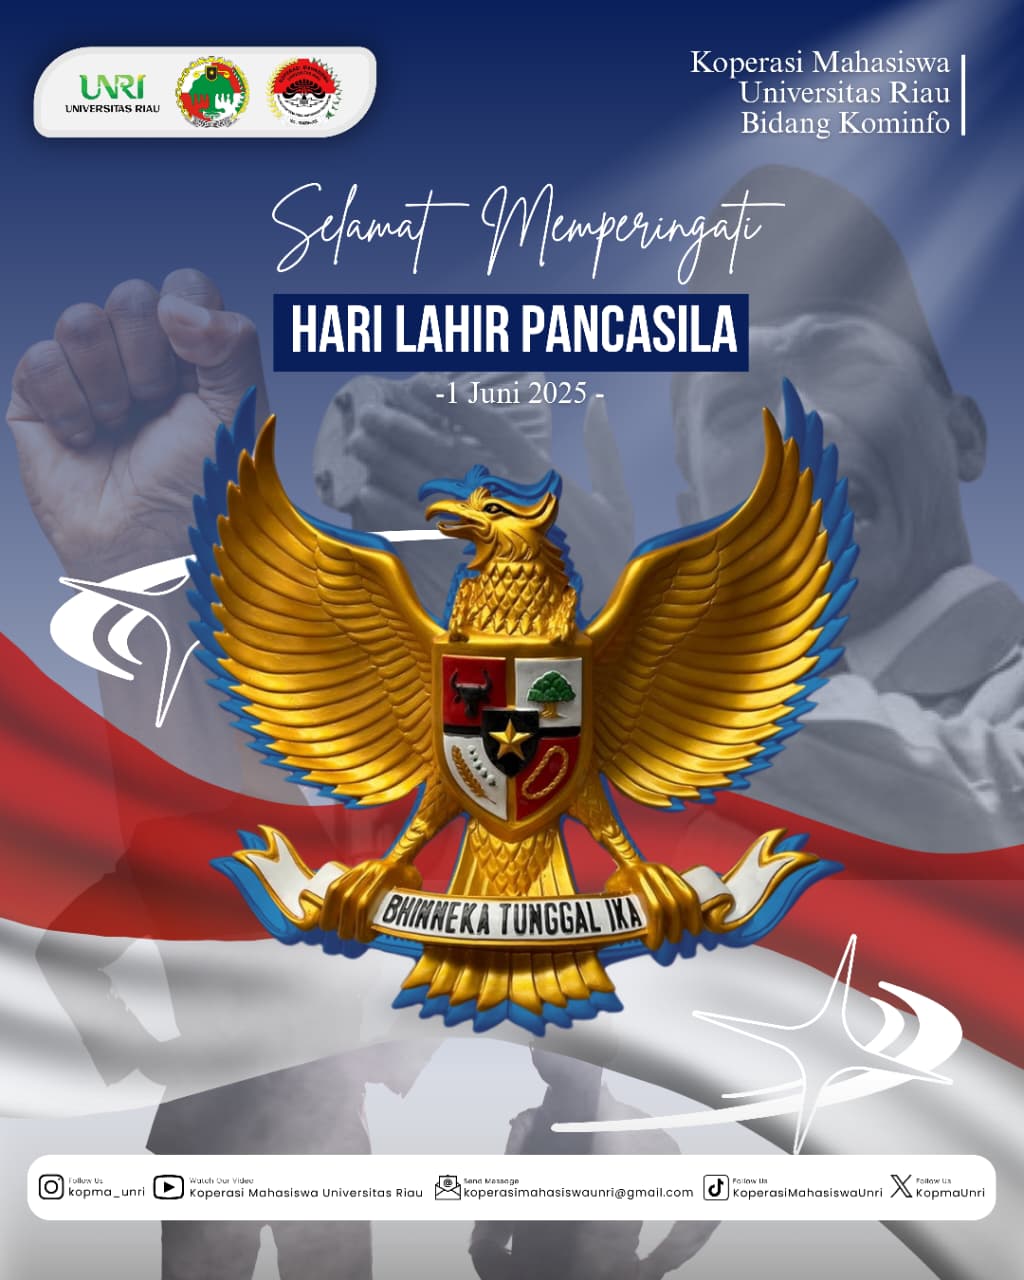 UNRI
UNIVERSITAS RIAU
Koperasi Mahasiswa
Universitas Riau
Bidang Kominfo
Selamat Memperingati
HARI LAHIR PANCASILA
-1 Juni 2025 -
BHINNEKA TUNGGAL IKA
Follow Us
kopma_unri
Watch Our Video
Koperasi Mahasiswa Universitas Riau
Send Message
koperasimahasiswaunri@gmail.com
Follow Us
KoperasiMahasiswaUnri
Follow Us
KopmaUnri